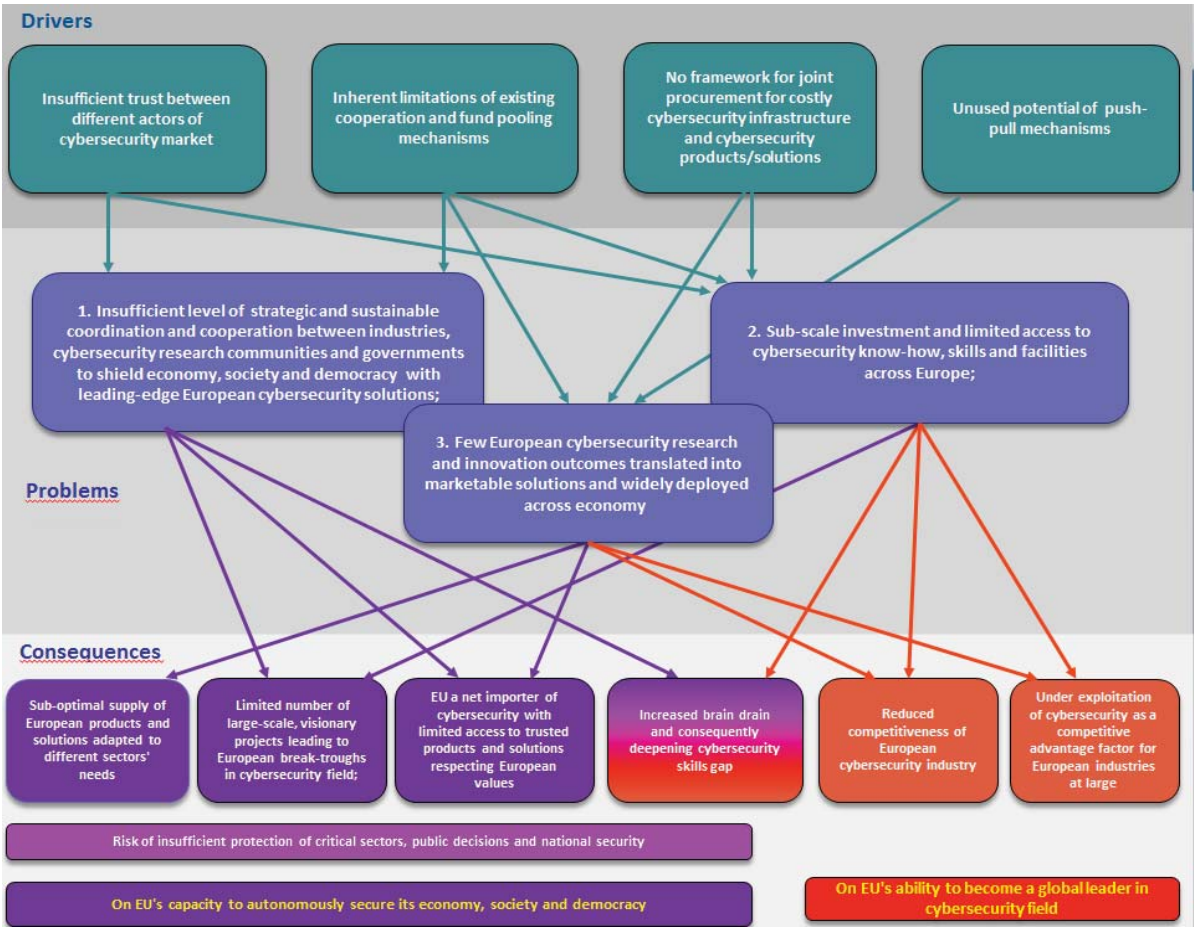 Drivers
Insufficient trust between
different actors of
cybersecurity market
Inherent limitations of existing
cooperation and fund pooling
mechanisms
No framework for joint
procurement for costly
cybersecurity infrastructure
and cybersecurity
products/solutions
Unused potential of push-
pull mechanisms
1. Insufficient level of strategic and sustainable
coordination and cooperation between industries,
cybersecurity research communities and governments
to shield economy, society and democracy with
leading-edge European cybersecurity solutions;
2. Sub-scale investment and limited access to
cybersecurity know-how, skills and facilities
across Europe;
3. Few European cybersecurity research
and innovation outcomes translated into
marketable solutions and widely deployed
across economy
Problems
Consequences
Sub-optimal supply of
European products and
solutions adapted to
different sectors'
needs
Limited number of
large-scale, visionary
projects leading to
European break-troughs
in cybersecurity field;
EU a net importer of
cybersecurity with
limited access to trusted
products and solutions
respecting European
values
Increased brain drain
and consequently
deepening cybersecurity
skills gap
Reduced
competitiveness of
European
cybersecurity industry
Under exploitation
of cybersecurity as a
competitive
advantage factor for
European industries
at large
Risk of insufficient protection of critical sectors, public decisions and national security
On EU's capacity to autonomously secure its economy, society and democracy
On EU's ability to become a global leader in
cybersecurity field